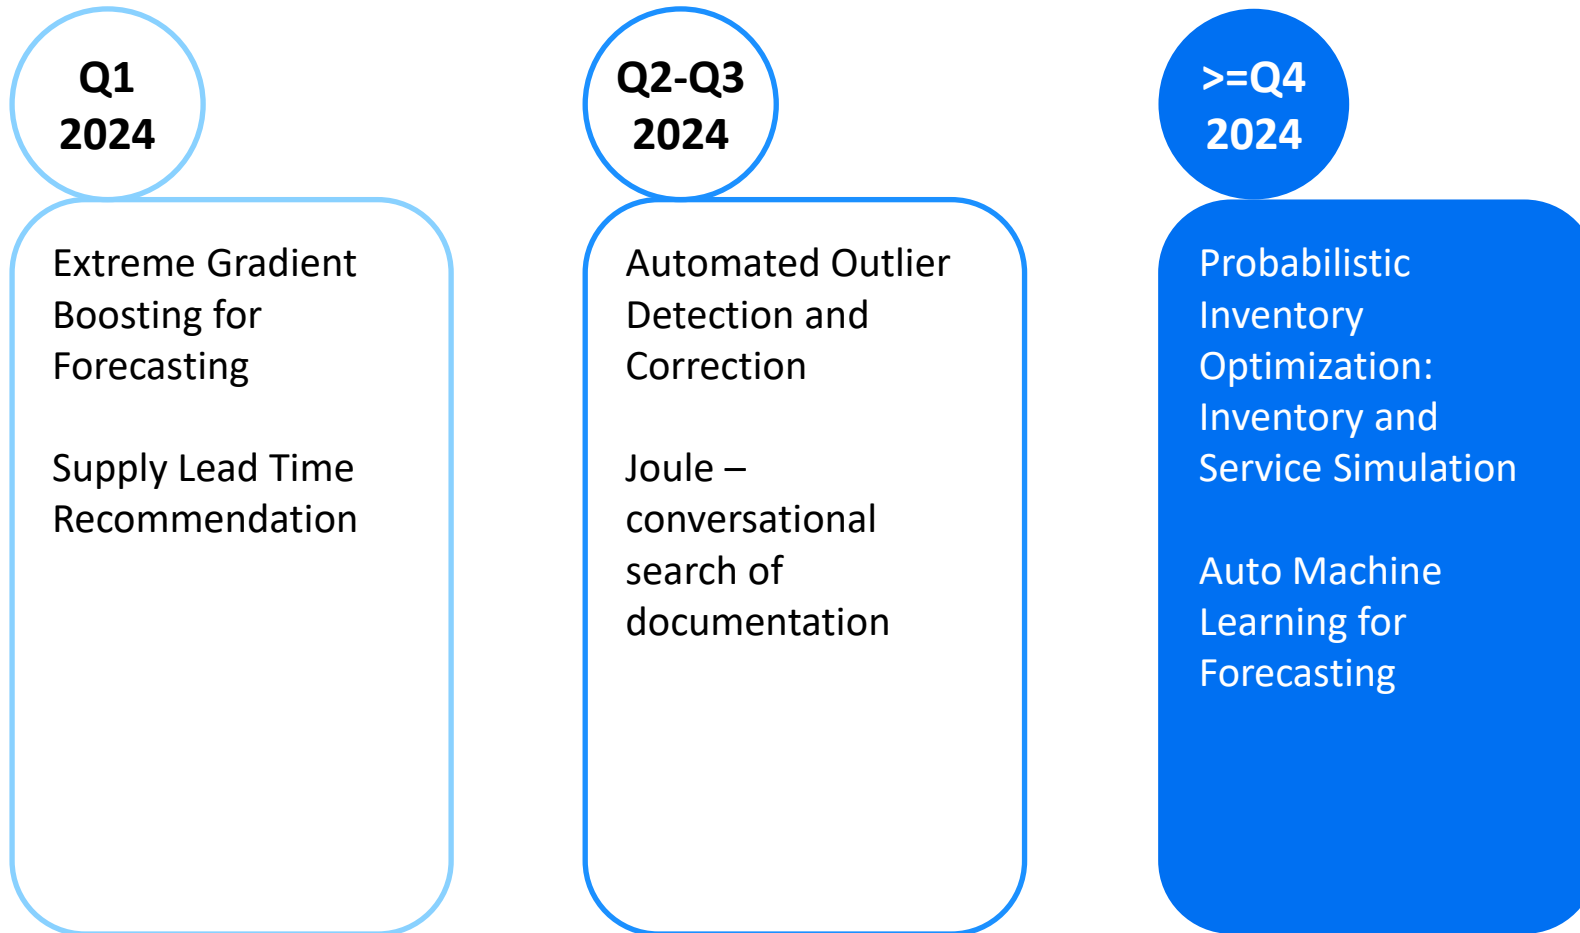 Q1
2024
Extreme Gradient
Boosting for
Forecasting
Supply Lead Time
Recommendation
Q2-Q3
2024
Automated Outlier
Detection and
Correction
Joule –
conversational
search of
documentation
>=Q4
2024
Probabilistic
Inventory
Optimization:
Inventory and
Service Simulation
Auto Machine
Learning for
Forecasting